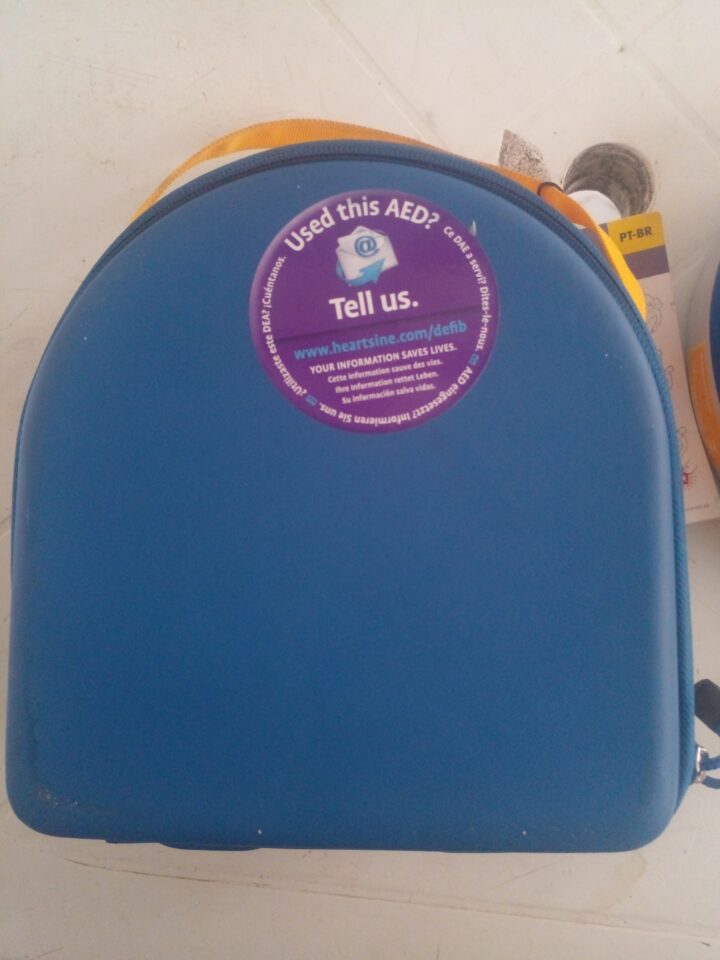 Used this AED?
Ce DAE a servi? Dites-le-nous.
AED eingesetzt? Informieren Sie uns.
¿Utilizaste este DEA? ¡Cuéntanos.
@
Tell us.
www.heartsine.com/defib
YOUR INFORMATION SAVES LIVES.
Cette information sauve des vies.
Ihre Information rettet Leben.
Su información salva vidas.
PT-BR